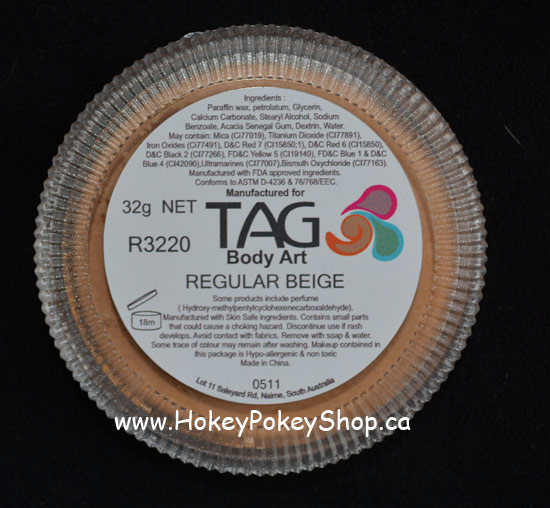 Ingredients :
Paraffin wax, petrolatum, Glycerin,
Calcium Carbonate, Stearyl Alcohol, Sodium
Benzoate, Acacia Senegal Gum, Dextrin, Water.
May contain: Mica (Ci77019), Titanium Dioxide (CI77891),
Iron Oxides (Ci77491), D&C Red 7 (CI15850;1), D&C Red 6 (CI15850),
D&C Black 2 (CI77266), FD&C Yellow 5 (CI19140), FD&C Blue 1 & D&C
Blue 4 (CI42090),Ultramarines (CI77007),Bismuth Oxychloride (CI77163).
Manufactured with FDA approved ingredients.
Conforms to ASTM D-4236 & 76/768/EEC.
Manufactured for
32g NET
TAG
R3220
Body Art
REGULAR BEIGE
Some products include perfume
( Hydroxy-methylpentylcyclohexenecarboxaldehyde).
18m
Manufactured with Skin Safe ingredients. Contains small parts
that could cause a choking hazard. Discontinue use if rash
develops. Avoid contact with fabrics. Remove with soap & water.
Some trace of colour may remain after washing. Makeup contained in
this package is Hypo-allergenic & non toxic
Made in China.
0511
Lot 11 Saleyard Rd, Nairne, South Australia
www.HokeyPokeyShop.ca